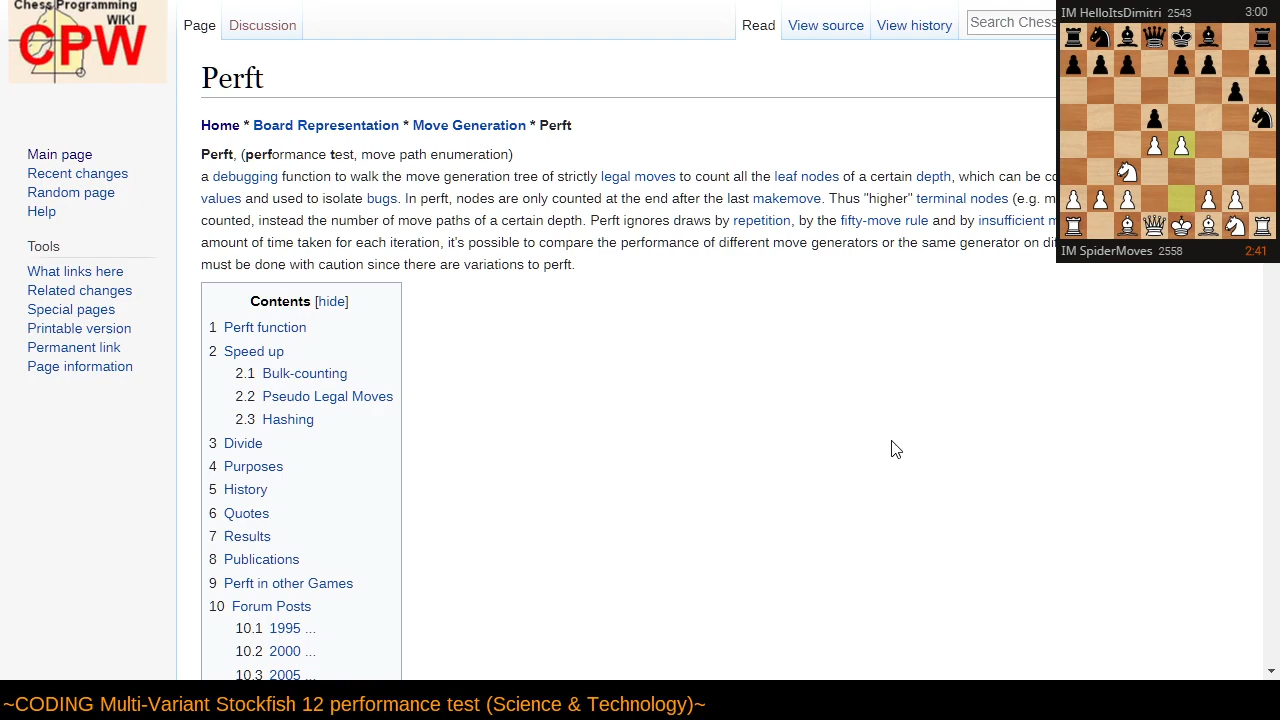 Chess Programming
WIKI
CPW
Page
Discussion
Read
View source
View history
Search Chess
IM HelloItsDimitri 2543
3:00
Perft
Home * Board Representation * Move Generation * Perft
Perft, (performance test, move path enumeration)
a debugging function to walk the move generation tree of strictly legal moves to count all the leaf nodes of a certain depth, which can be
values and used to isolate bugs. In perft, nodes are only counted at the end after the last makemove. Thus "higher" terminal nodes (e.g.
counted, instead the number of move paths of a certain depth. Perft ignores draws by repetition, by the fifty-move rule and by insufficient
amount of time taken for each iteration, it's possible to compare the performance of different move generators or the same generator on
must be done with caution since there are variations to perft.
IM SpiderMoves 2558
2:41
Main page
Recent changes
Random page
Help
Tools
What links here
Related changes
Special pages
Printable version
Permanent link
Page information
Contents [hide]
1 Perft function
2 Speed up
2.1 Bulk-counting
2.2 Pseudo Legal Moves
2.3 Hashing
3 Divide
4 Purposes
5 History
6 Quotes
7 Results
8 Publications
9 Perft in other Games
10 Forum Posts
10.1 1995 ...
10.2 2000 ...
10.3 2005 ...
~CODING Multi-Variant Stockfish 12 performance test (Science & Technology)~